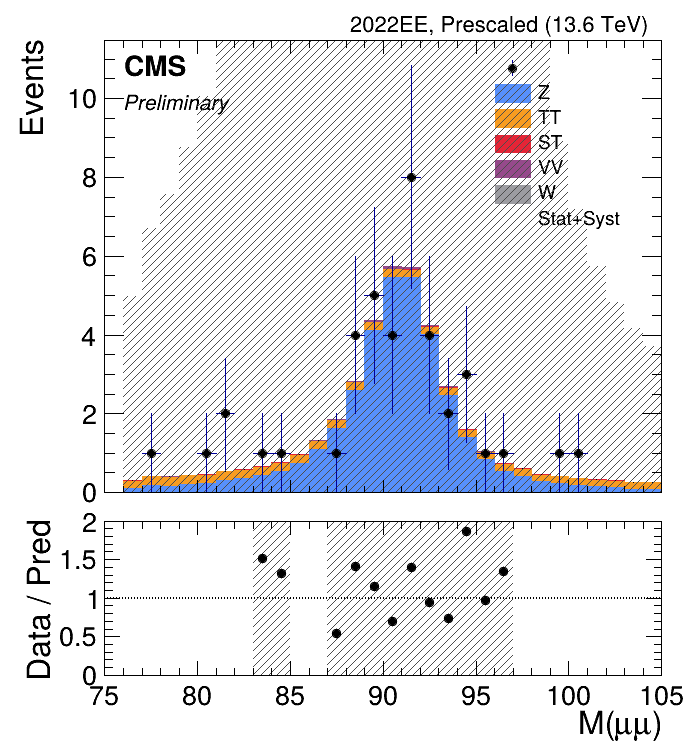 2022EE, Prescaled (13.6 TeV)
Events
CMS
Preliminary
10
8
6
4
2
0
Z
TT
ST
VV
W
Stat+Syst
Data / Pred
2
1.5
1
0.5
0
75 80 85 90 95 100 105
M(μμ)